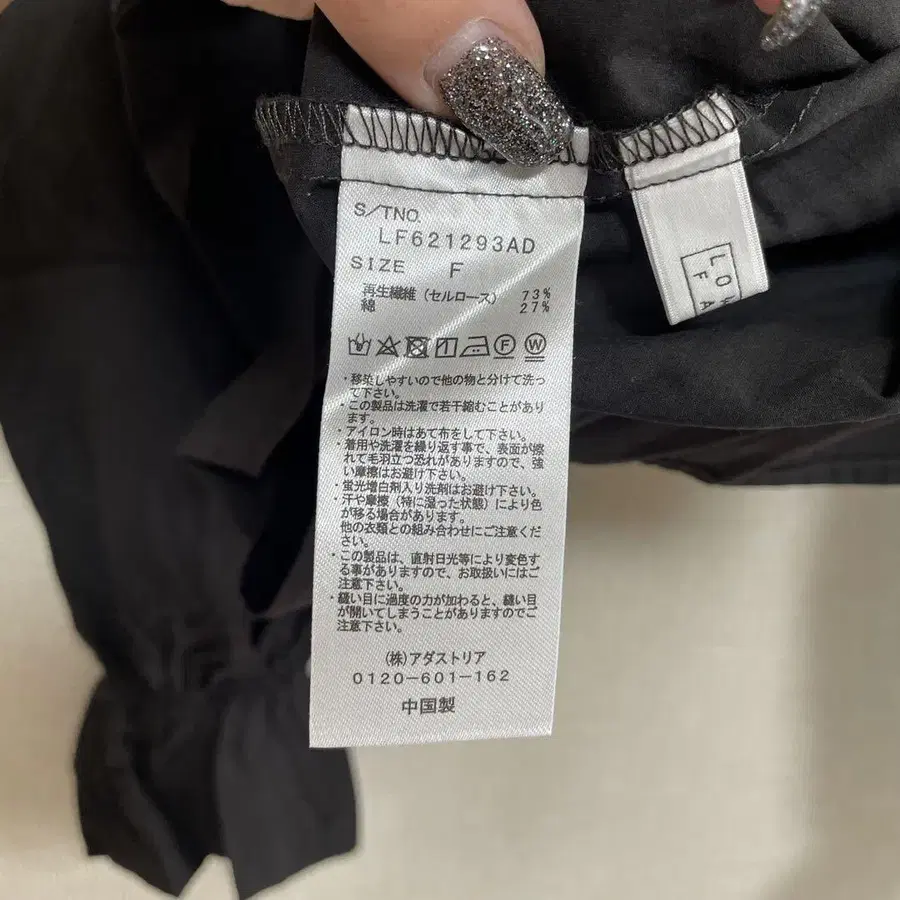 S/TNO.
LF621293AD
SIZE F
再生繊維（セルロース） 73%
綿 27%
F W
・移染しやすいので他の物と分けて洗っ
て下さい。
・この製品は洗濯で若干縮むことがあり
ます。
・アイロン時はあて布をして下さい。
・着用や洗濯を繰り返す事で、表面が擦
れて毛羽立つ恐れがありますので、強
い摩擦はお避け下さい。
・蛍光増白剤入り洗剤はお避け下さい。
・汗や摩擦（特に湿った状態）により色
が移る場合があります。
他の衣類との組み合わせにご注意くだ
さい。
・この製品は、直射日光等により変色す
る事がありますので、お取扱いにはご
注意下さい。
・縫い目に過度の力が加わると、縫い目
が開いてしまうことがありますのでご
注意下さい。
(株)アダストリア
0120-601-162
中国製
LOW
F A